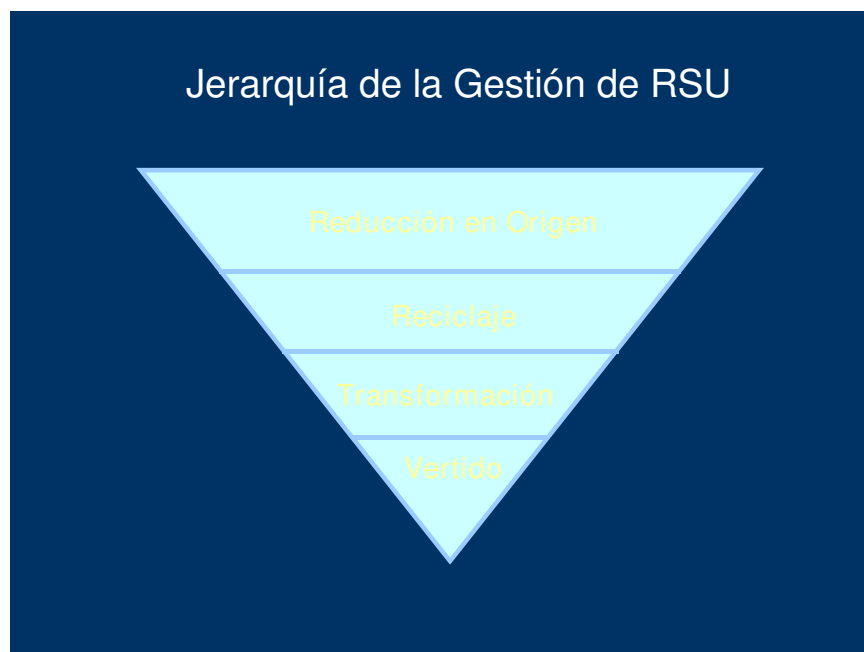 Jerarquía de la Gestión de RSU
Reducción en Origen
Reciclaje
Transformación
Vertido